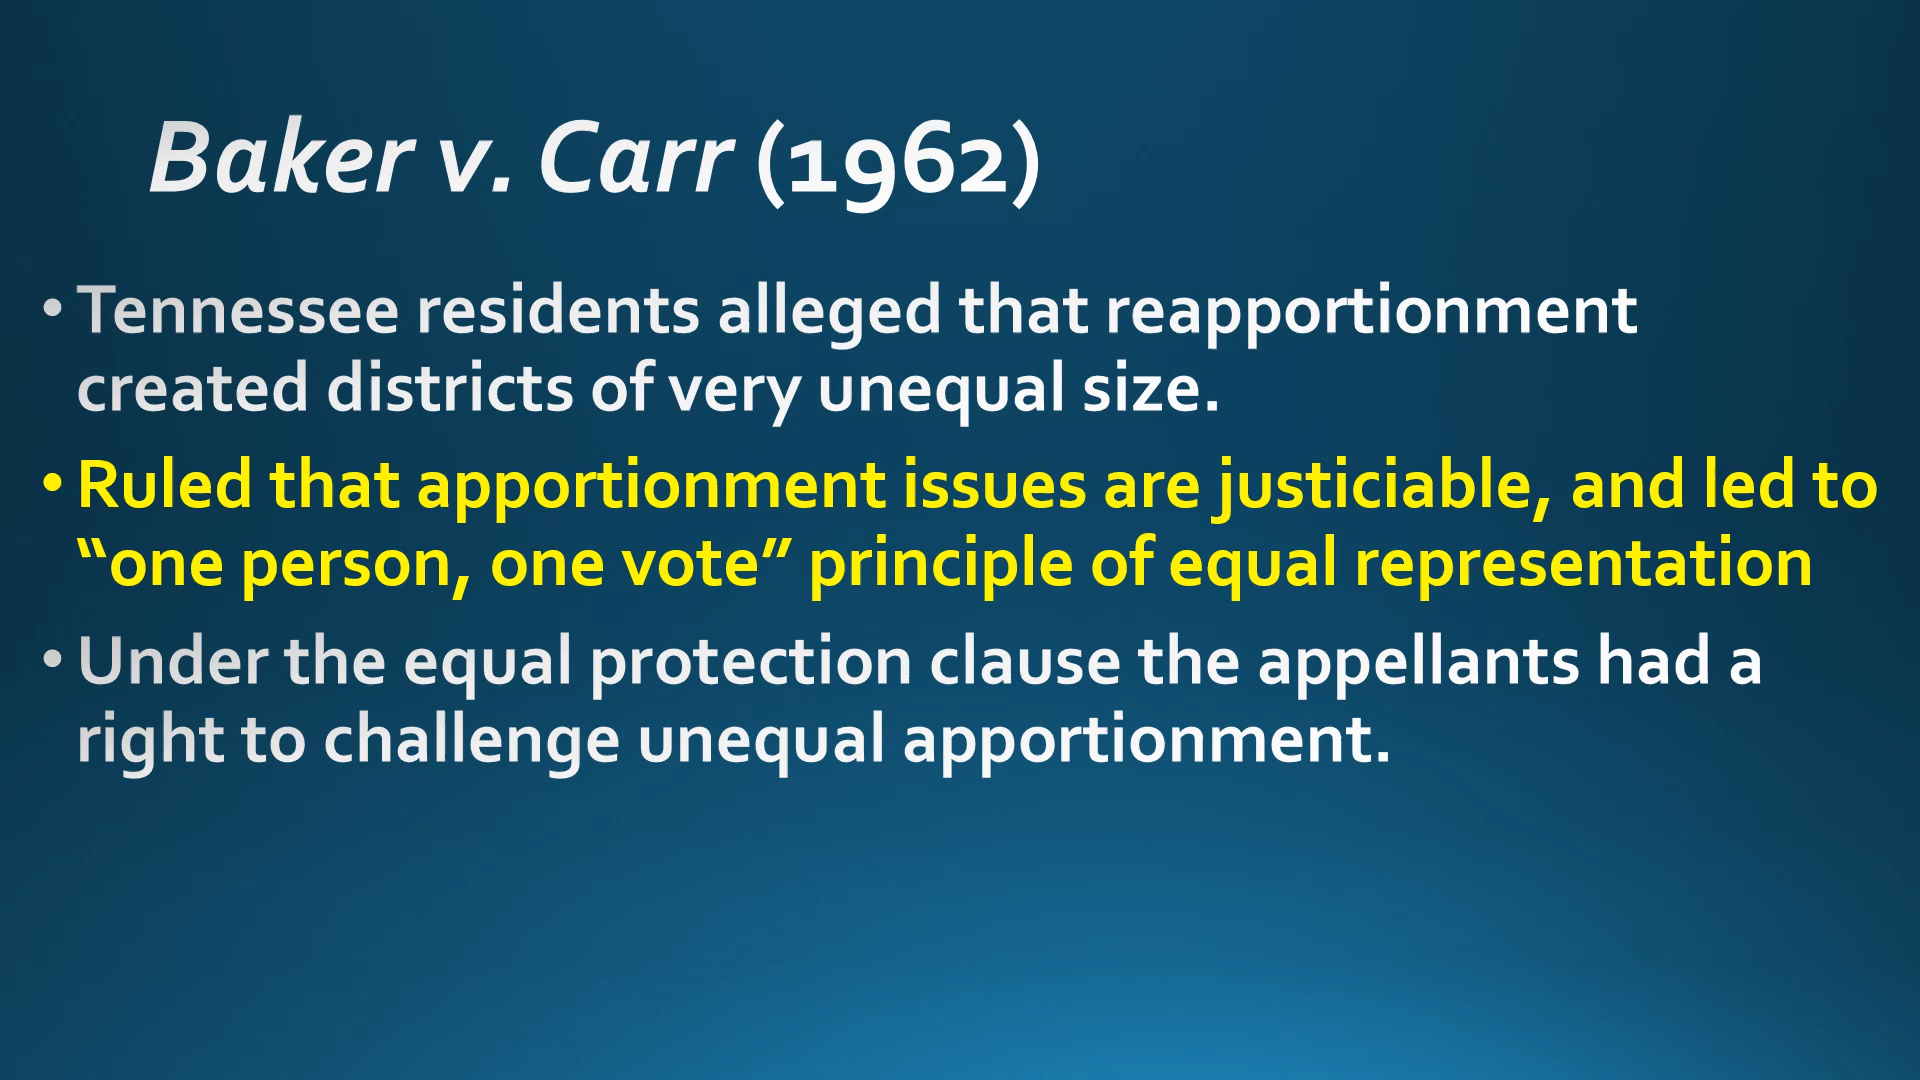 Baker v. Carr (1962)
• Tennessee residents alleged that reapportionment
created districts of very unequal size.
• Ruled that apportionment issues are justiciable, and led to
“one person, one vote” principle of equal representation
• Under the equal protection clause the appellants had a
right to challenge unequal apportionment.